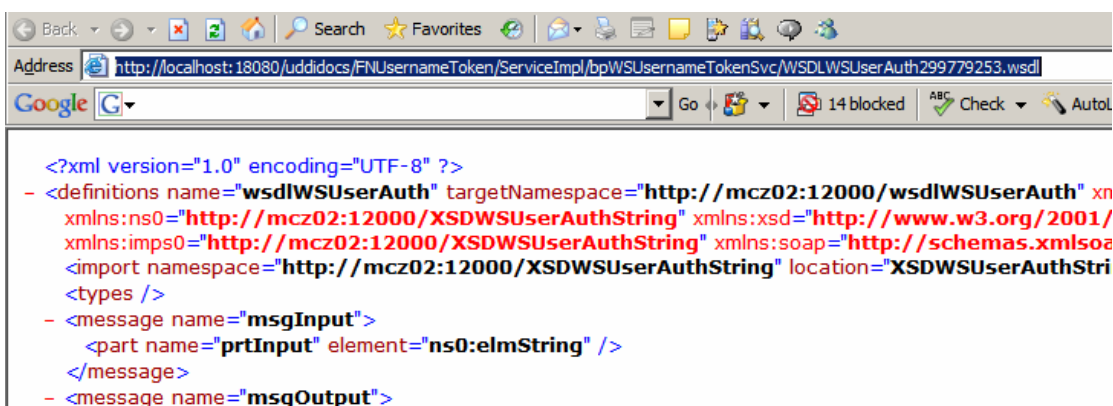 Back Search Favorites
Address http://localhost:18080/uddidocs/FNUsernameToken/ServiceImpl/bpWSUsernameTokenSvc/WSDLWSUserAuth299779253.wsdl
Google G Go 14 blocked ABC Check AutoL
<?xml version="1.0" encoding="UTF-8" ?>
- <definitions name="wsdlWSUserAuth" targetNamespace="http://mcz02:12000/wsdlWSUserAuth" xm
xmlns:ns0="http://mcz02:12000/XSDWSUserAuthString" xmlns:xsd="http://www.w3.org/2001/
xmlns:imps0="http://mcz02:12000/XSDWSUserAuthString" xmlns:soap="http://schemas.xmlsoa
<import namespace="http://mcz02:12000/XSDWSUserAuthString" location="XSDWSUserAuthStri
<types />
- <message name="msgInput">
<part name="prtInput" element="ns0:elmString" />
</message>
- <message name="msgOutput">